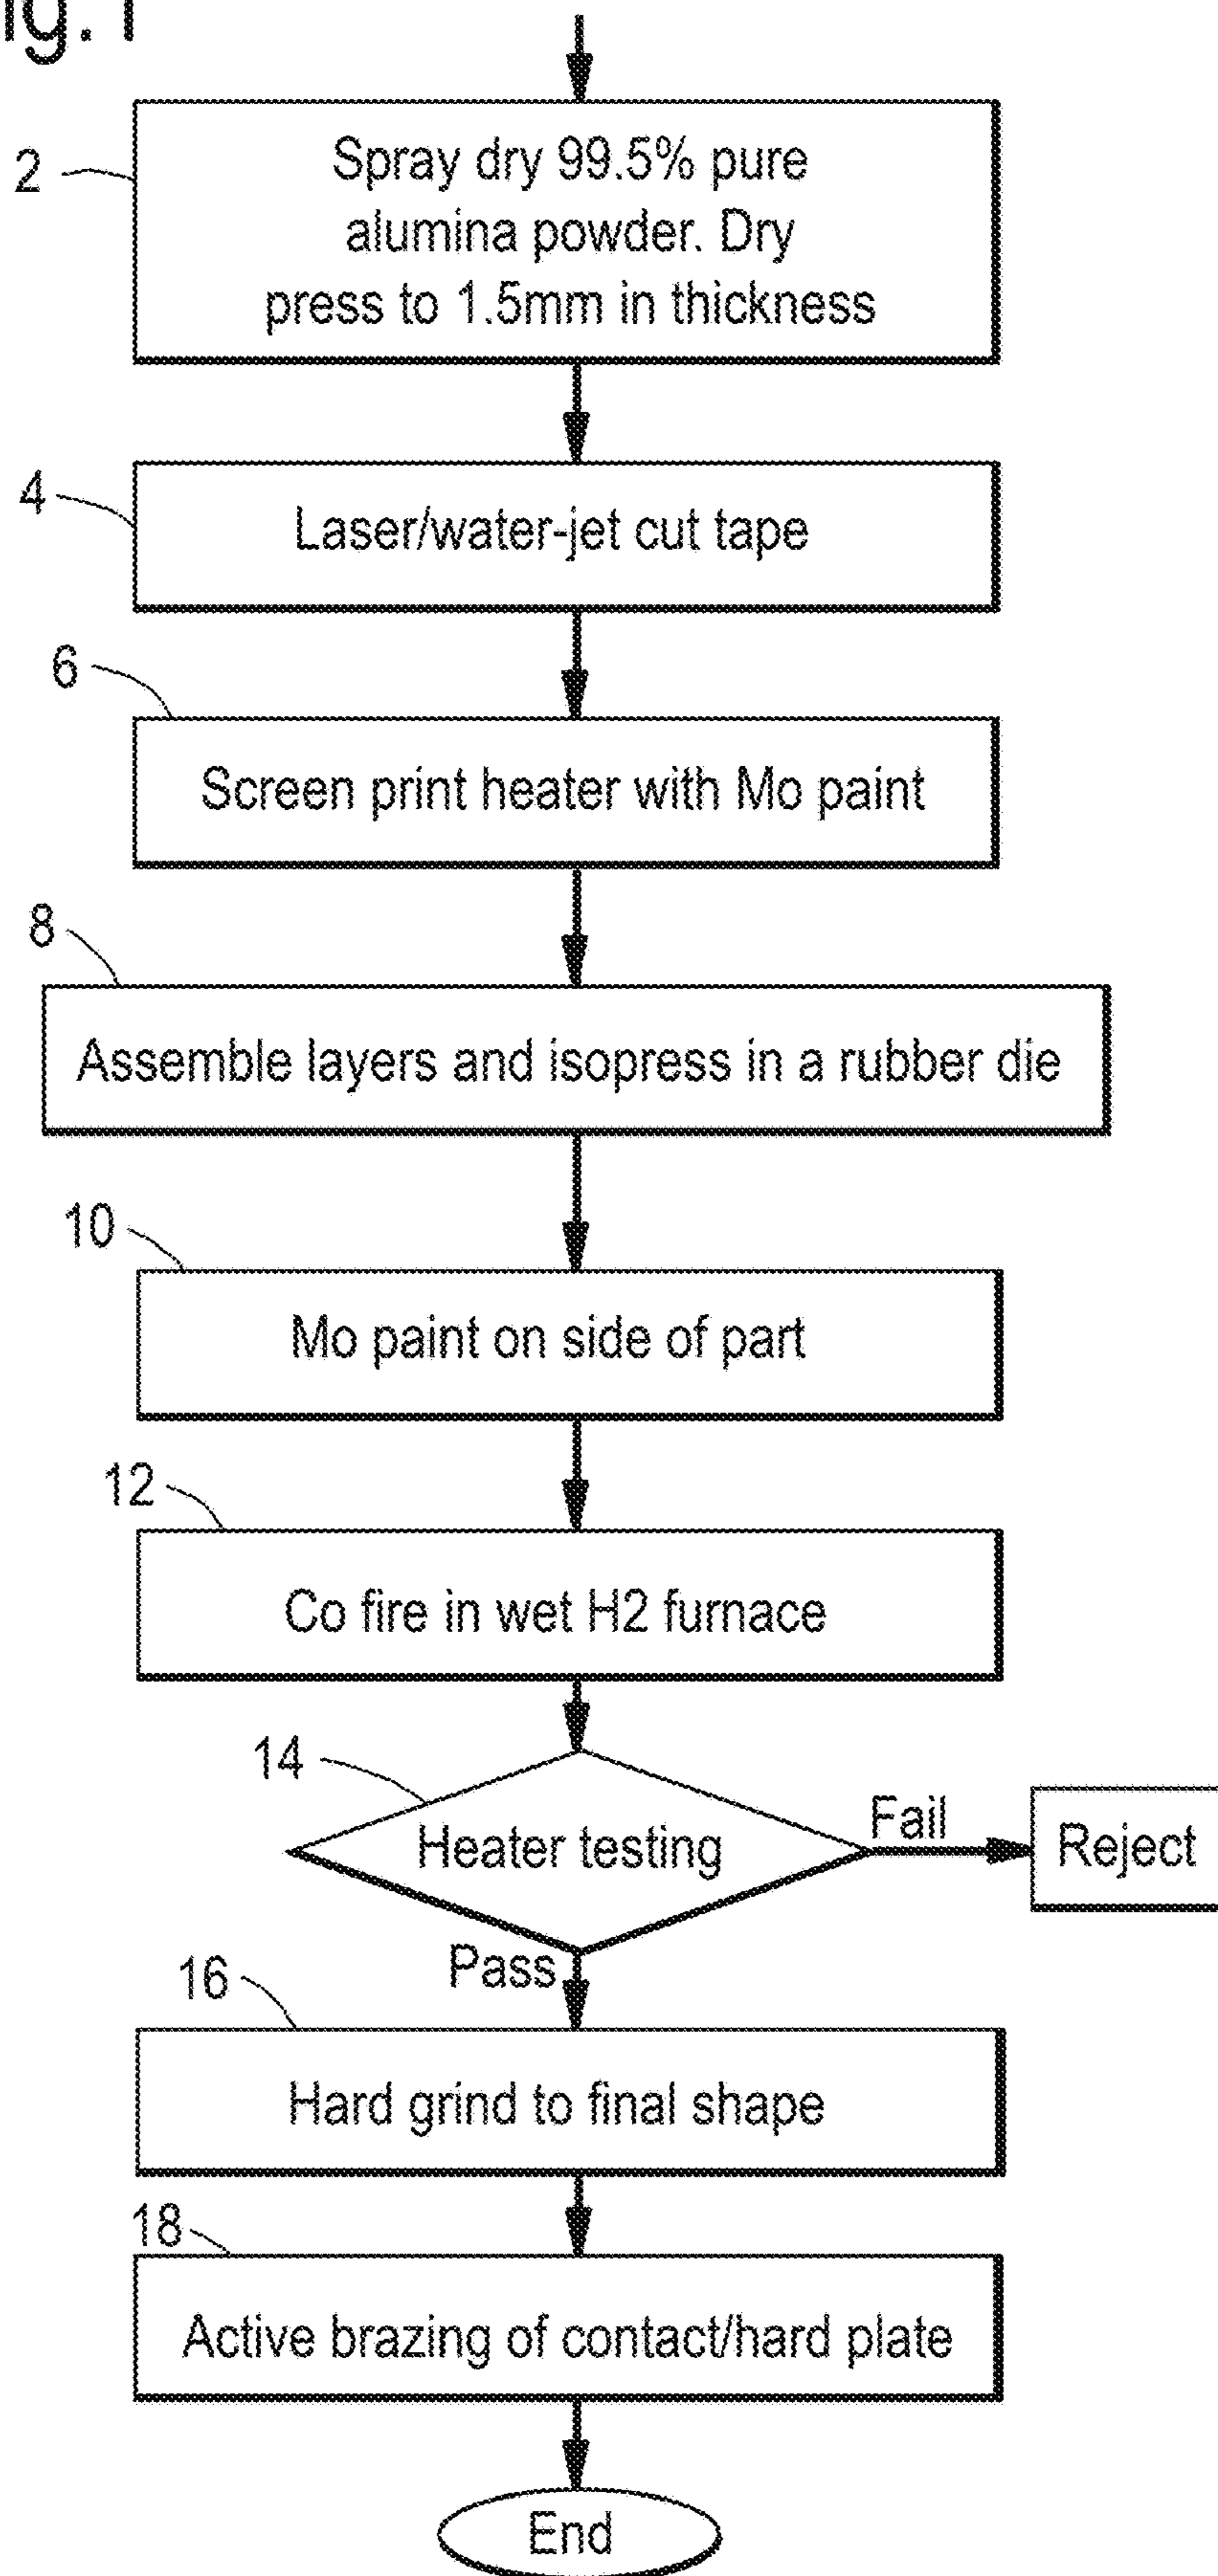 ig. 1
2
Spray dry 99.5% pure
alumina powder. Dry
press to 1.5mm in thickness
4
Laser/water-jet cut tape
6
Screen print heater with Mo paint
8
Assemble layers and isopress in a rubber die
10
Mo paint on side of part
12
Co fire in wet H2 furnace
14
Heater testing
Fail
Reject
Pass
16
Hard grind to final shape
18
Active brazing of contact/hard plate
End